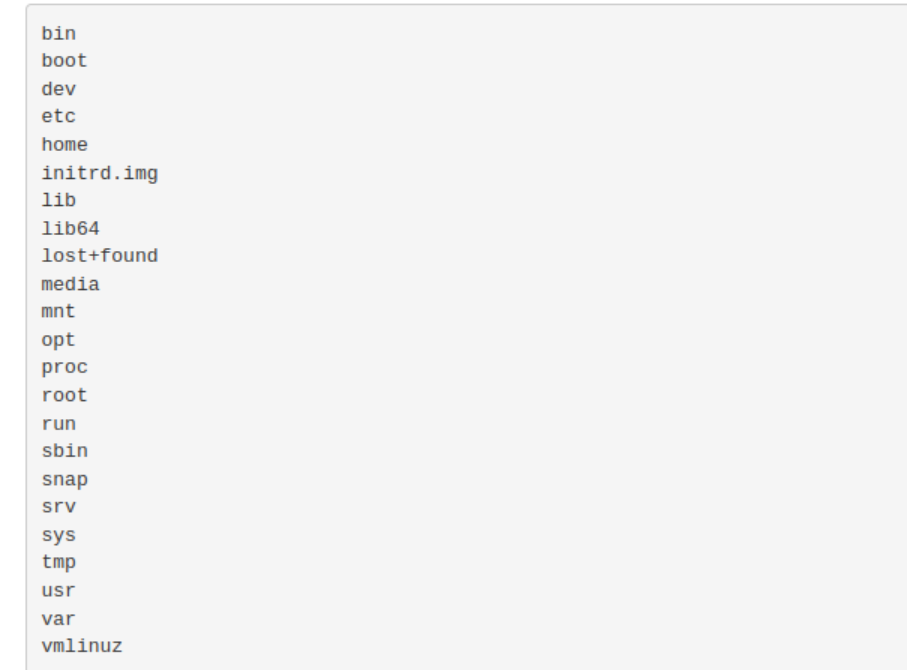 bin
boot
dev
etc
home
initrd.img
lib
lib64
lost+found
media
mnt
opt
proc
root
run
sbin
snap
srv
sys
tmp
usr
var
vmlinuz